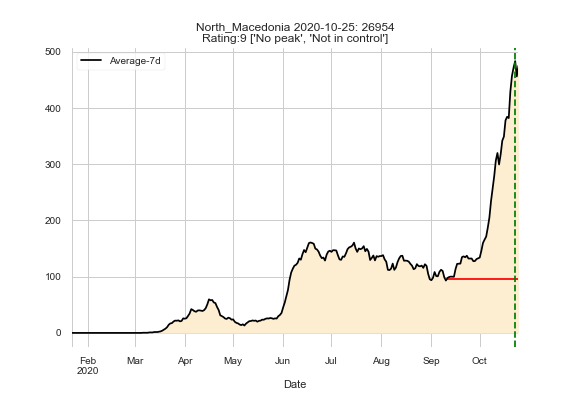 North_Macedonia 2020-10-25: 26954
Rating:9 ['No peak', 'Not in control']
Average-7d
500
400
300
200
100
0
Feb Mar Apr May Jun Jul Aug Sep Oct
2020
Date